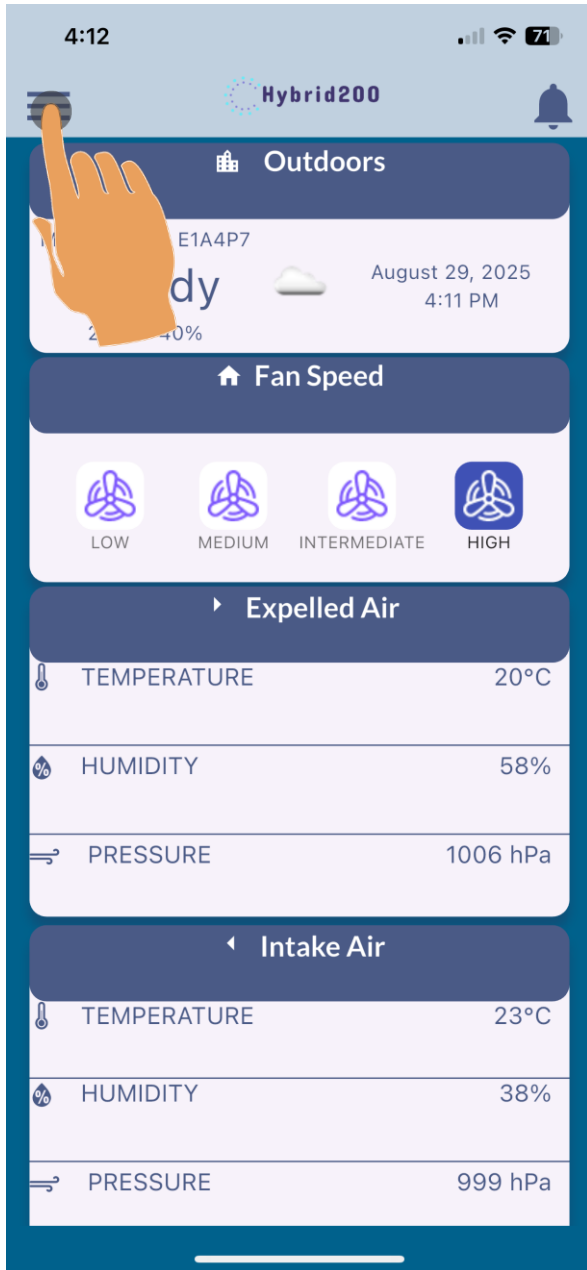 4:12
71
Hybrid200
Outdoors
E1A4P7
dy
August 29, 2025
4:11 PM
40%
Fan Speed
LOW MEDIUM INTERMEDIATE HIGH
Expelled Air
TEMPERATURE 20°C
% HUMIDITY 58%
PRESSURE 1006 hPa
Intake Air
TEMPERATURE 23°C
% HUMIDITY 38%
PRESSURE 999 hPa